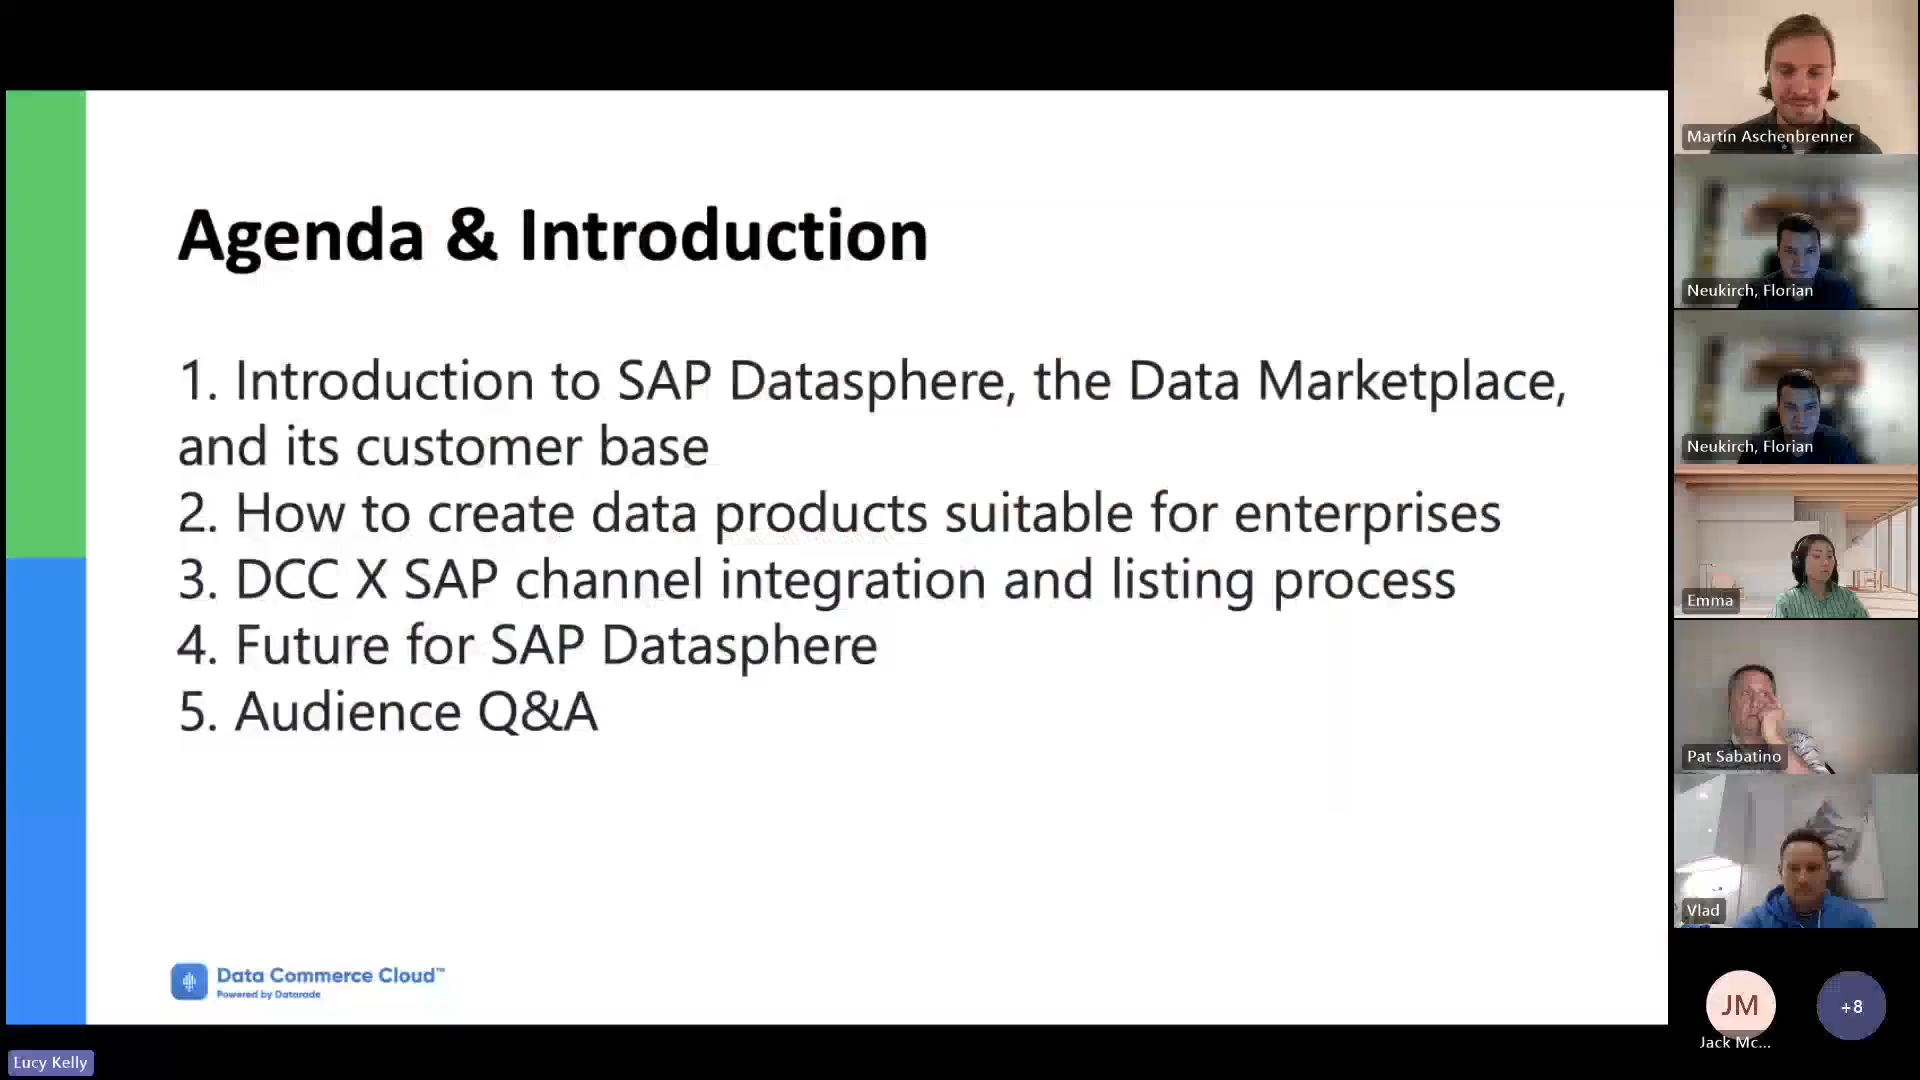 Agenda & Introduction
1. Introduction to SAP Datasphere, the Data Marketplace,
and its customer base
2. How to create data products suitable for enterprises
3. DCC X SAP channel integration and listing process
4. Future for SAP Datasphere
5. Audience Q&A
Data Commerce Cloud™
Powered by Datarade
Lucy Kelly
Martin Aschenbrenner
Neukirch, Florian
Neukirch, Florian
Emma
Pat Sabatino
Vlad
JM
+8
Jack Mc...